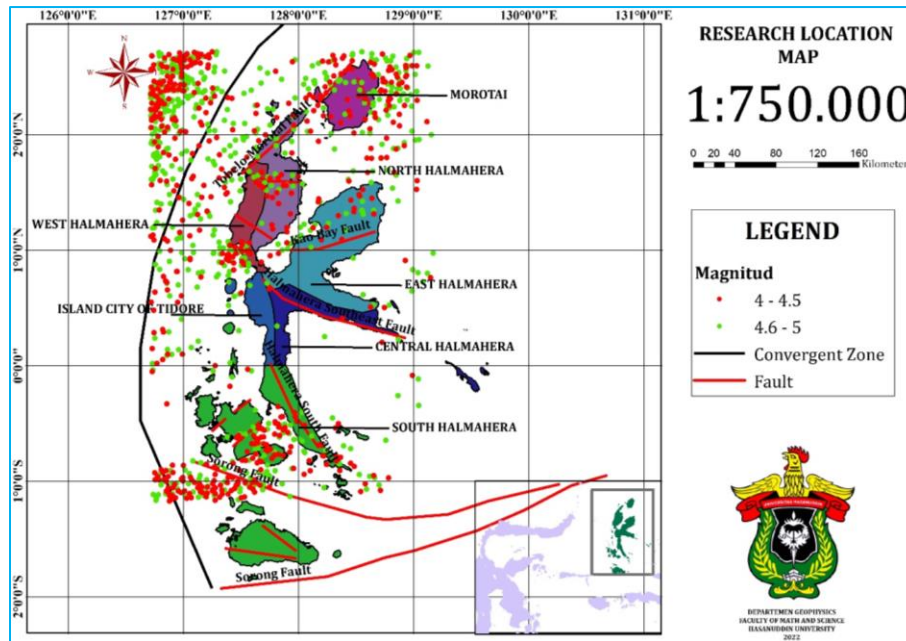 126°0'0"E 127°0'0"E 128°0'0"E 129°0'0"E 130°0'0"E 131°0'0"E
N
W E
S
2°0'0"N
1°0'0"N
0°0'0"
1°0'0"S
2°0'0"S
MOROTAI
Tobelo-Morotai Fault
NORTH HALMAHERA
WEST HALMAHERA
Kao Bay Fault
EAST HALMAHERA
Halmahera Southeast Fault
ISLAND CITY OF TIDORE
CENTRAL HALMAHERA
Halmahera South Fault
SOUTH HALMAHERA
Sorong Fault
Sorong Fault
RESEARCH LOCATION
MAP
1:750.000
0 20 40 80 120 160
Kilometer
LEGEND
Magnitud
4 - 4.5
4.6 - 5
Convergent Zone
Fault
DEPARTEMEN GEOPHYSICS
FACULTY OF MATH AND SCIENCE
HASANUDDIN UNIVERSITY
2022